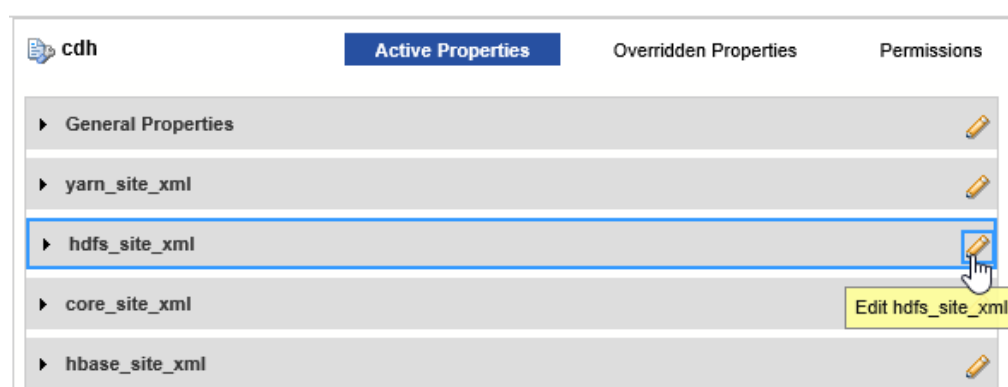 cdh Active Properties Overridden Properties Permissions
General Properties
yarn_site_xml
hdfs_site_xml
core_site_xml
Edit hdfs_site_xml
hbase_site_xml